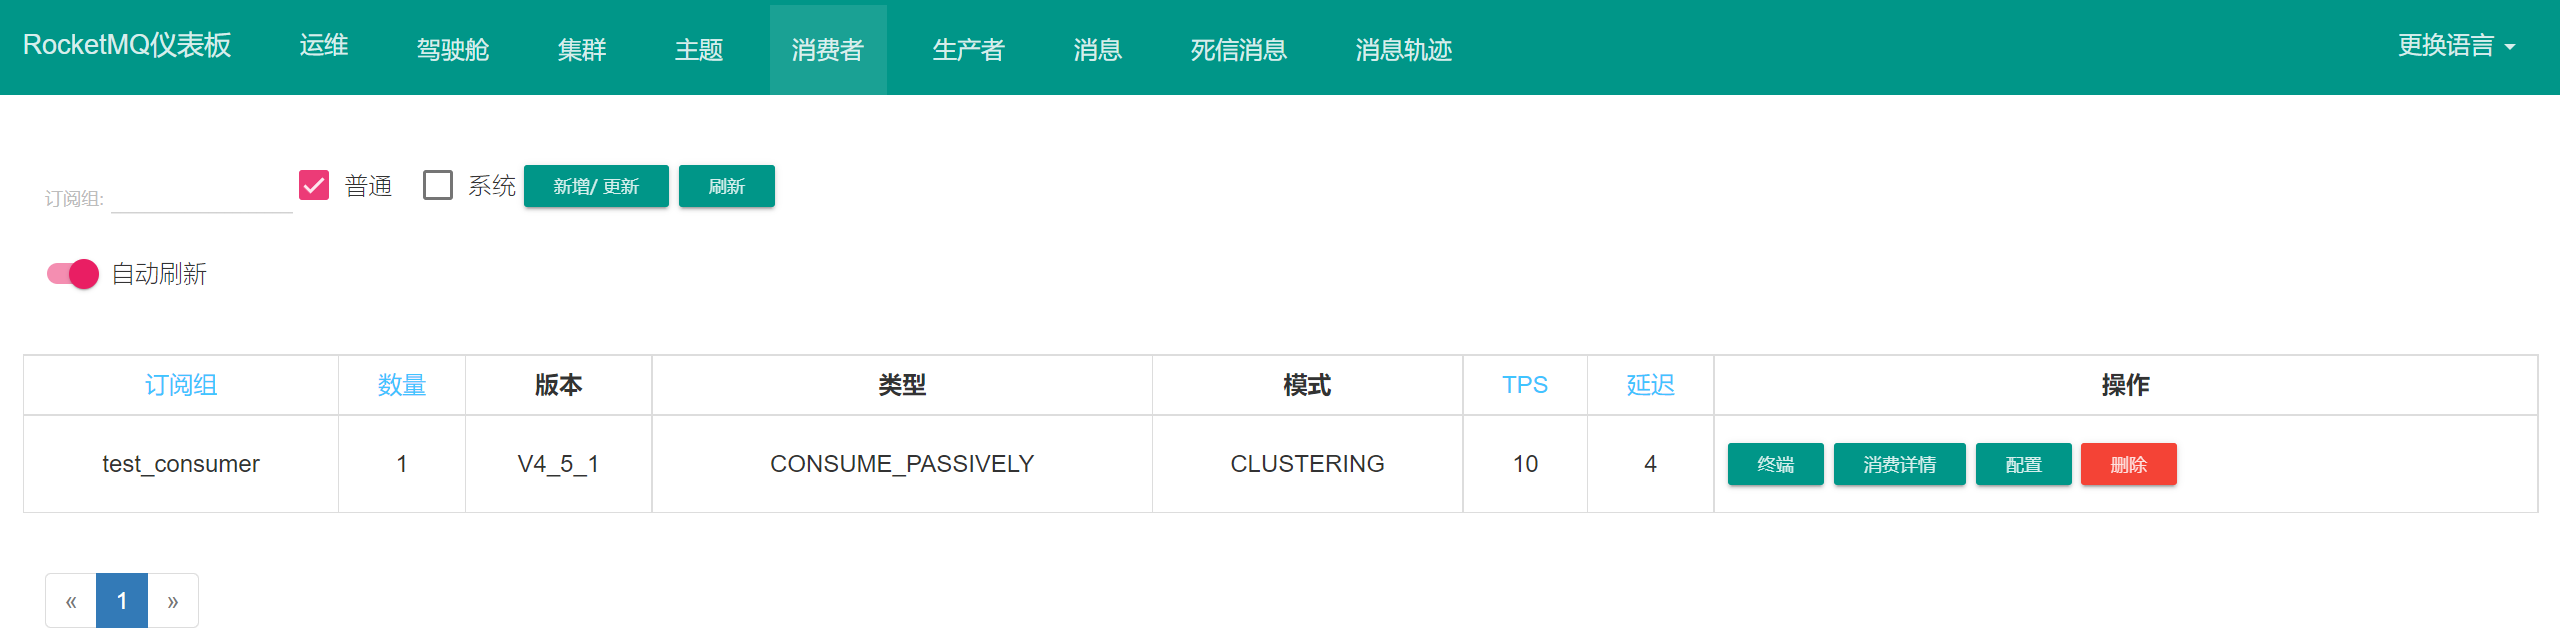 RocketMQ仪表板 运维 驾驶舱 集群 主题 消费者 生产者 消息 死信消息 消息轨迹 更换语言
订阅组: 普通 系统 新增/ 更新 刷新
自动刷新
订阅组 数量 版本 类型 模式 TPS 延迟 操作
test_consumer 1 V4_5_1 CONSUME_PASSIVELY CLUSTERING 10 4 终端 消费详情 配置 删除
« 1 »